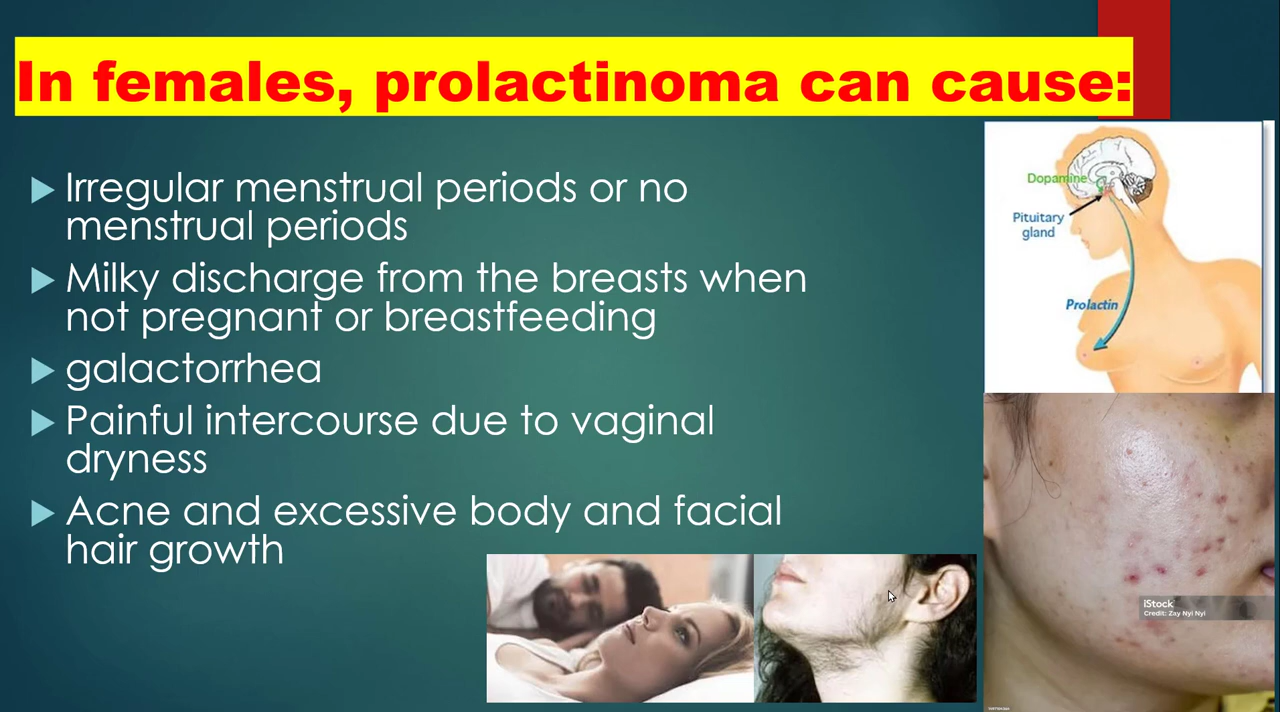 In females, prolactinoma can cause:
Irregular menstrual periods or no
menstrual periods
Milky discharge from the breasts when
not pregnant or breastfeeding
galactorrhea
Painful intercourse due to vaginal
dryness
Acne and excessive body and facial
hair growth
Dopamine
Pituitary
gland
Prolactin
iStock
Credit: Zay Nyi Nyi